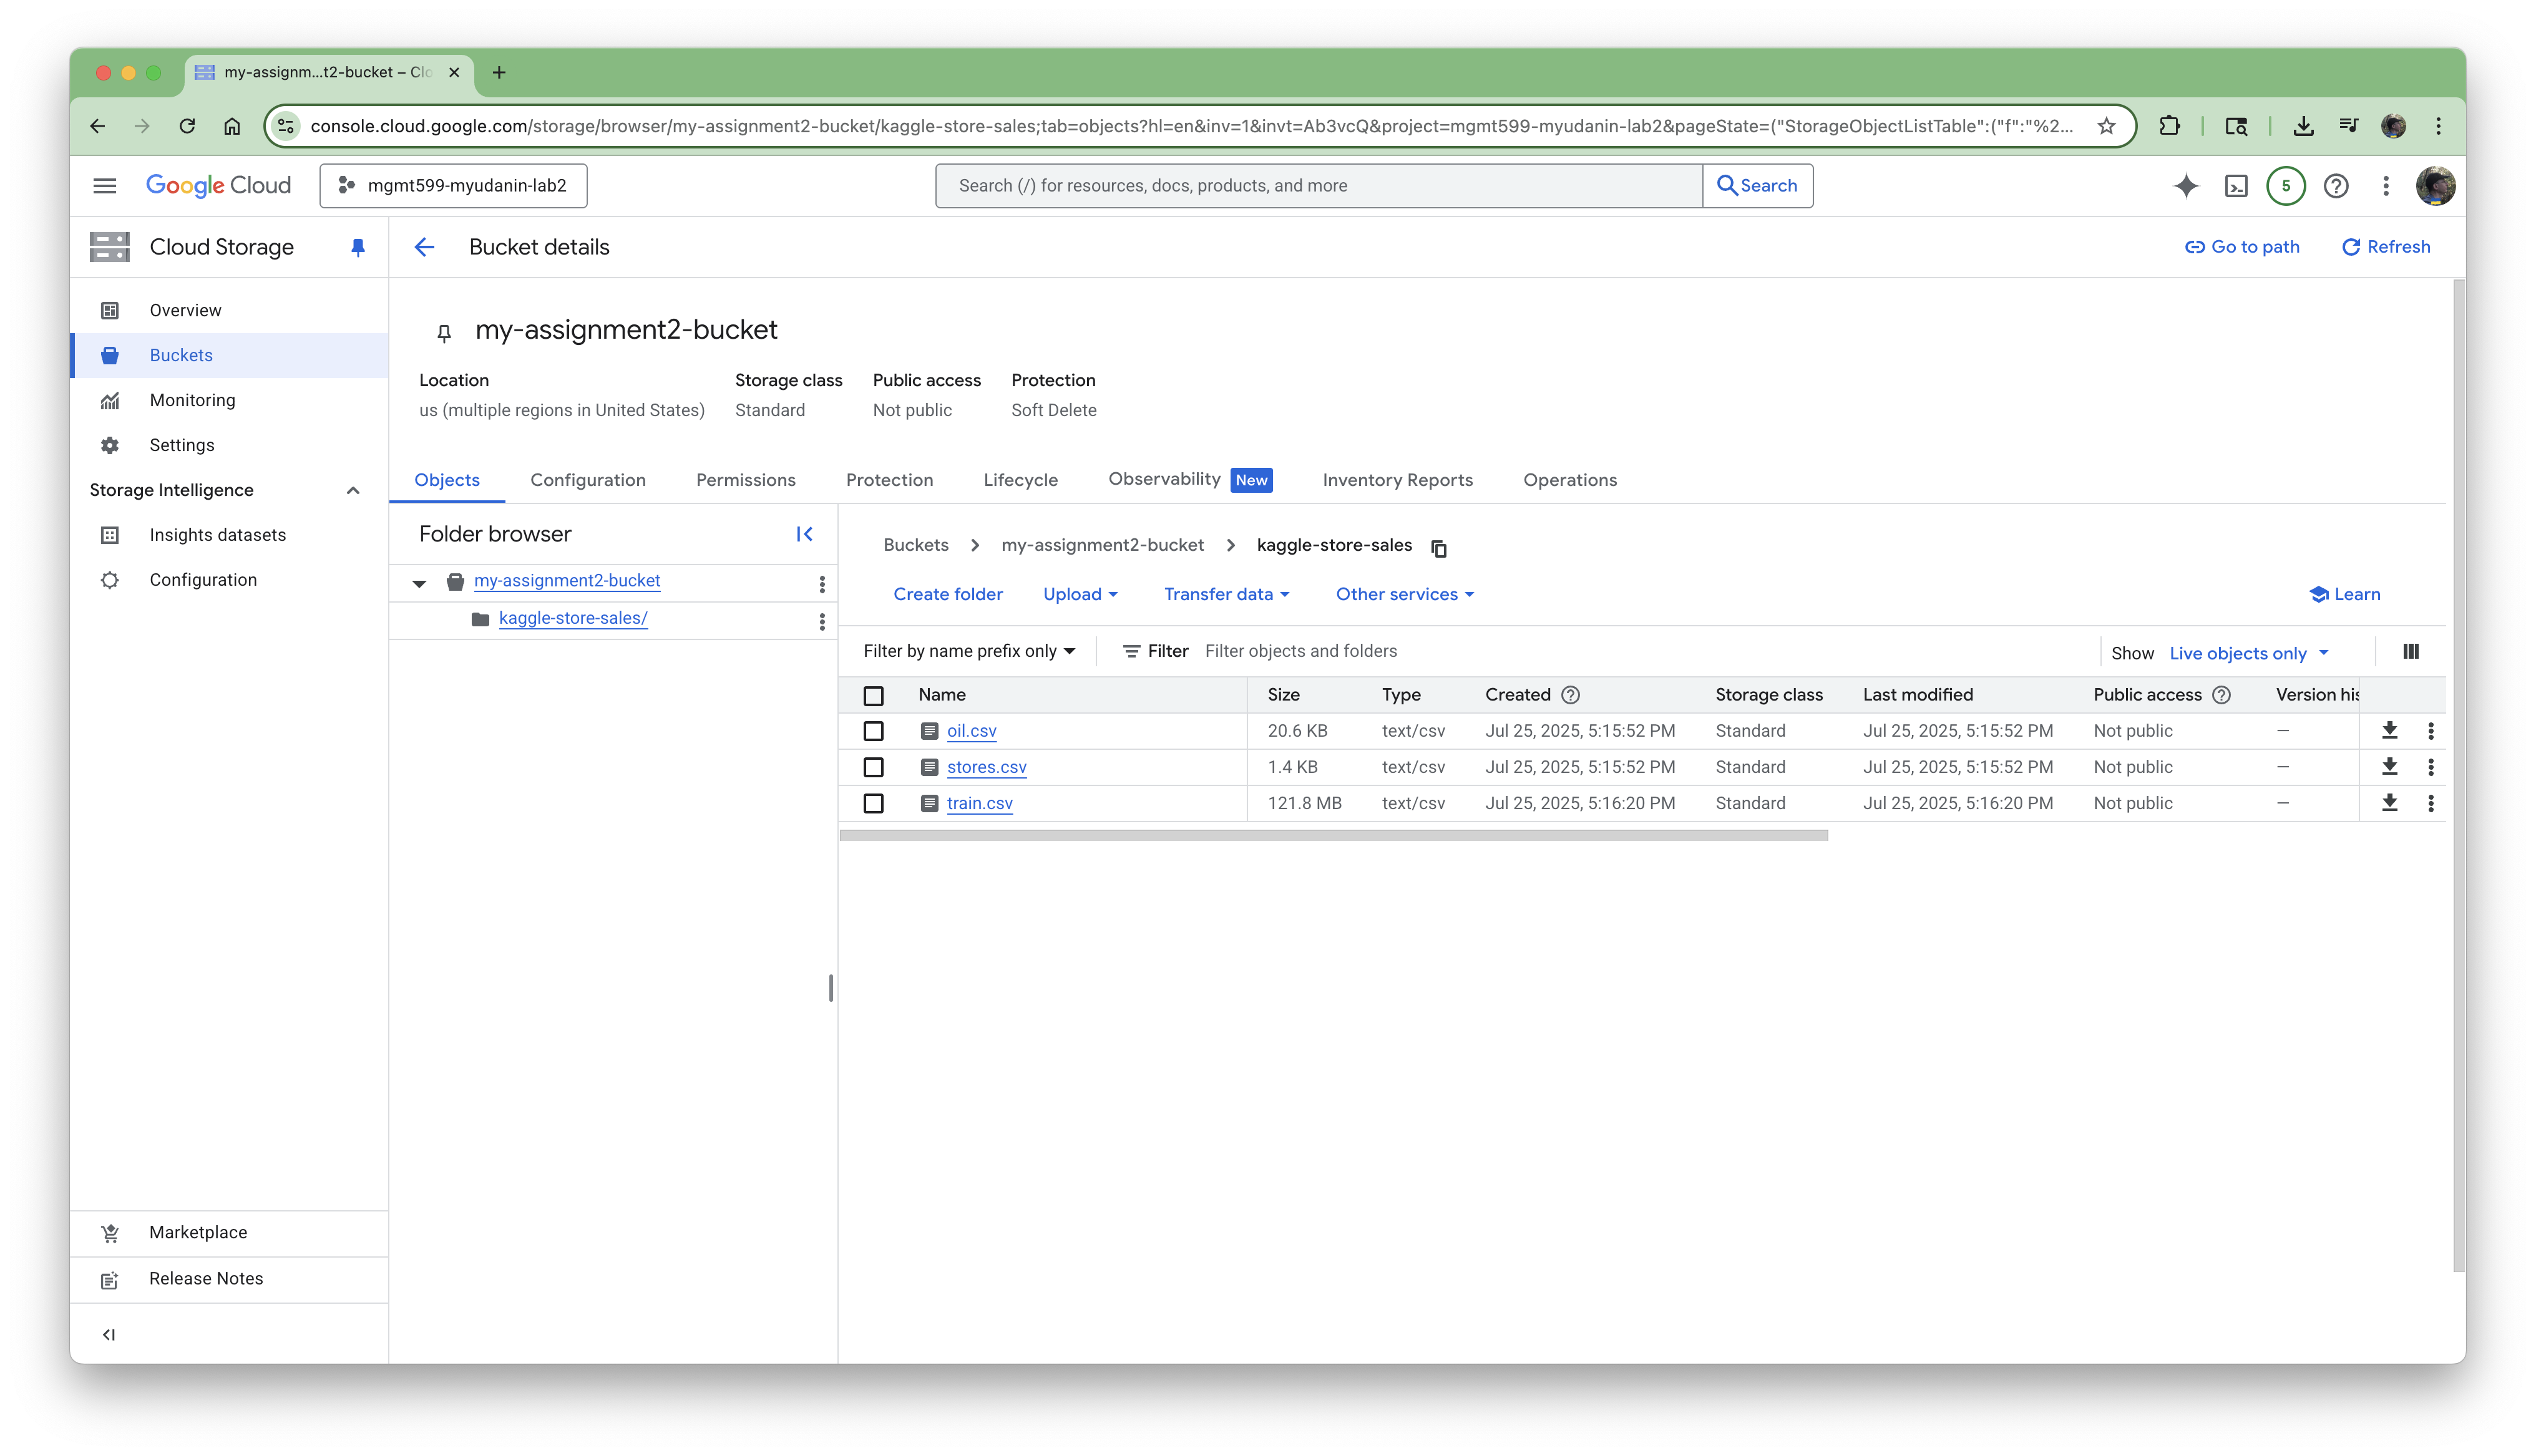 my-assignm...t2-bucket – Clo
console.cloud.google.com/storage/browser/my-assignment2-bucket/kaggle-store-sales;tab=objects?hl=en&inv=1&invt=Ab3vcQ&project=mgmt599-myudanin-lab2&pageState=("StorageObjectListTable":("f":"%2...
Google Cloud
mgmt599-myudanin-lab2
Search (/) for resources, docs, products, and more
Search
5
Cloud Storage
Bucket details
Go to path
Refresh
Overview
Buckets
Monitoring
Settings
Storage Intelligence
Insights datasets
Configuration
Marketplace
Release Notes
my-assignment2-bucket
Location Storage class Public access Protection
us (multiple regions in United States) Standard Not public Soft Delete
Objects Configuration Permissions Protection Lifecycle Observability New Inventory Reports Operations
Folder browser
my-assignment2-bucket
kaggle-store-sales/
Buckets my-assignment2-bucket kaggle-store-sales
Create folder Upload Transfer data Other services Learn
Filter by name prefix only Filter Filter objects and folders Show Live objects only
Name Size Type Created Storage class Last modified Public access Version his
oil.csv 20.6 KB text/csv Jul 25, 2025, 5:15:52 PM Standard Jul 25, 2025, 5:15:52 PM Not public —
stores.csv 1.4 KB text/csv Jul 25, 2025, 5:15:52 PM Standard Jul 25, 2025, 5:15:52 PM Not public —
train.csv 121.8 MB text/csv Jul 25, 2025, 5:16:20 PM Standard Jul 25, 2025, 5:16:20 PM Not public —